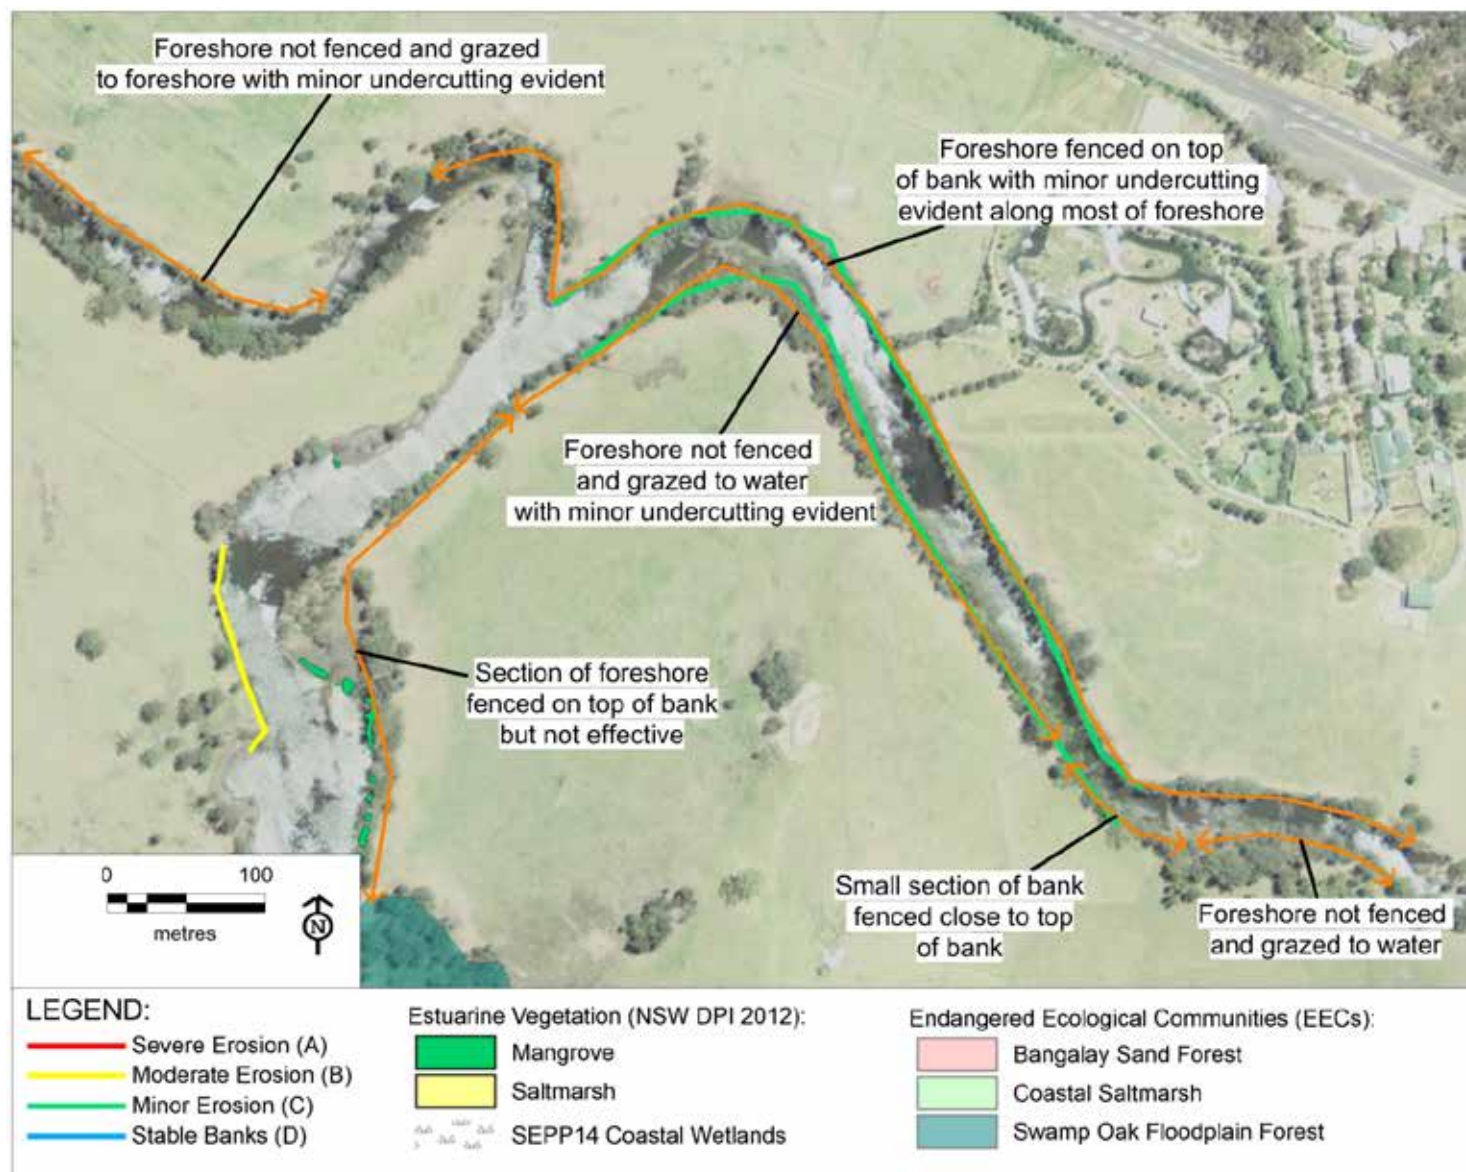 Foreshore not fenced and grazed
to foreshore with minor undercutting evident
Foreshore fenced on top
of bank with minor undercutting
evident along most of foreshore
Foreshore not fenced
and grazed to water
with minor undercutting evident
Section of foreshore
fenced on top of bank
but not effective
Small section of bank
fenced close to top
of bank
Foreshore not fenced
and grazed to water
0 100
metres
N
LEGEND:
Severe Erosion (A)
Moderate Erosion (B)
Minor Erosion (C)
Stable Banks (D)
Estuarine Vegetation (NSW DPI 2012):
Mangrove
Saltmarsh
SEPP14 Coastal Wetlands
Endangered Ecological Communities (EECs):
Bangalay Sand Forest
Coastal Saltmarsh
Swamp Oak Floodplain Forest